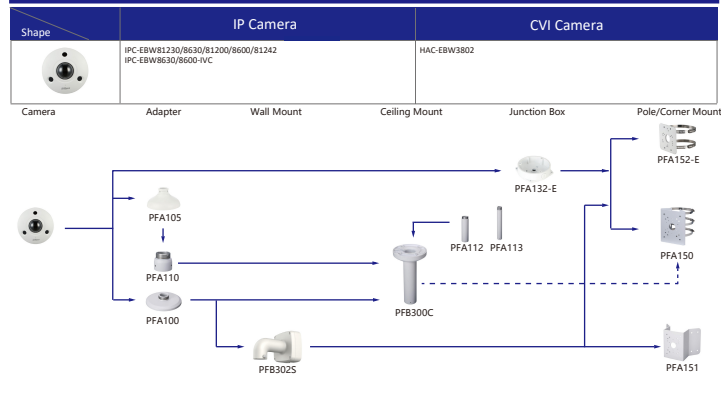 Shape
IP Camera
CVI Camera
IPC-EBW81230/8630/81200/8600/81242
IPC-EBW8630/8600-IVC
HAC-EBW3802
Camera
Adapter
Wall Mount
Ceiling Mount
Junction Box
Pole/Corner Mount
PFA152-E
PFA132-E
PFA105
PFA112
PFA113
PFA150
PFA110
PFB300C
PFA100
PFB302S
PFA151